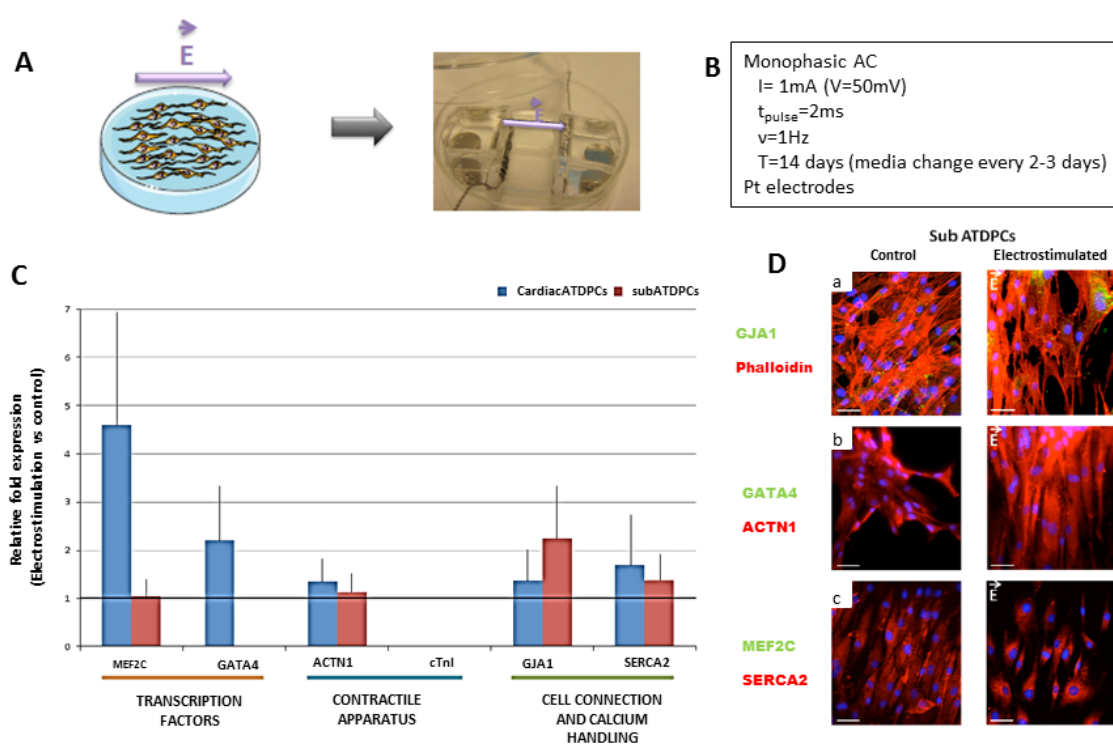 A
E
E
B
Monophasic AC
I= 1mA (V=50mV)
tpulse=2ms
ν=1Hz
T=14 days (media change every 2-3 days)
Pt electrodes
C
CardiacATDPCs
subATDPCs
Relative fold expression
(Electrostimulation vs control)
7
6
5
4
3
2
1
0
MEF2C
GATA4
ACTN1
cTnI
GJA1
SERCA2
TRANSCRIPTION
FACTORS
CONTRACTILE
APPARATUS
CELL CONNECTION
AND CALCIUM
HANDLING
D
Sub ATDPCs
Control
Electrostimulated
GJA1
Phalloidin
a
E
GATA4
ACTN1
b
E
MEF2C
SERCA2
c
E